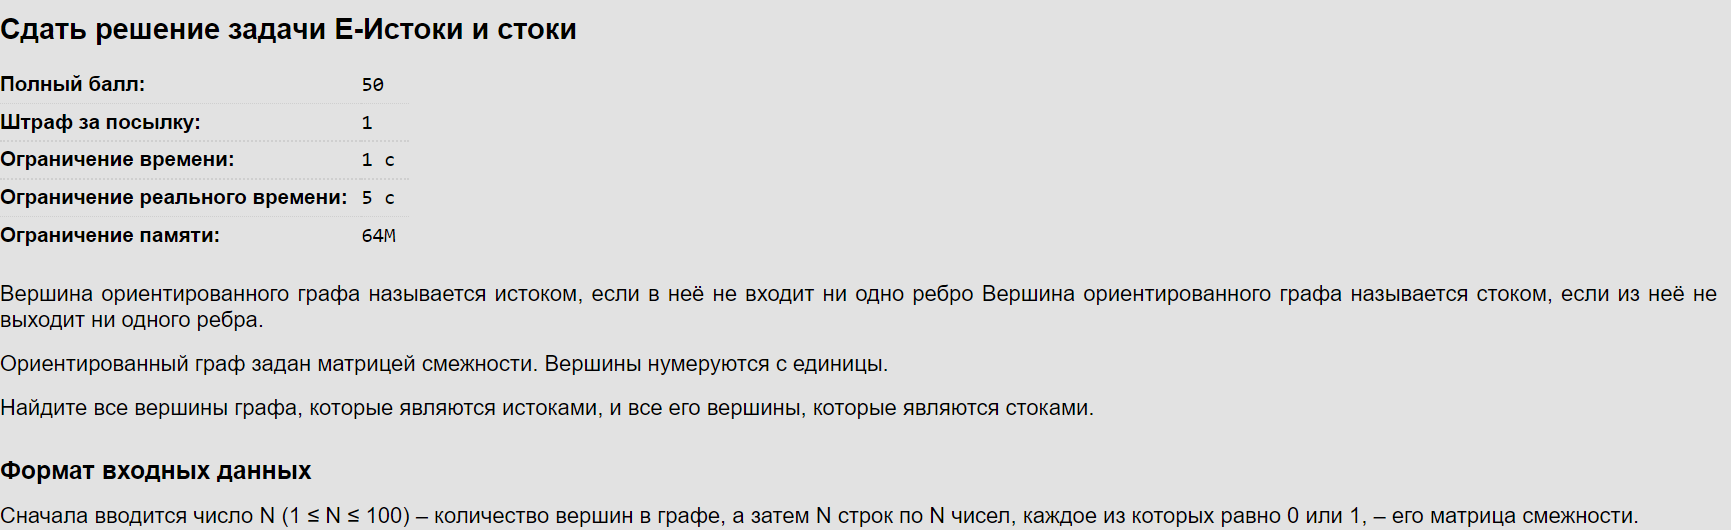 Сдать решение задачи E-Истоки и стоки
Полный балл: 50
Штраф за посылку: 1
Ограничение времени: 1 с
Ограничение реального времени: 5 с
Ограничение памяти: 64M
Вершина ориентированного графа называется истоком, если в неё не входит ни одно ребро Вершина ориентированного графа называется стоком, если из неё не
выходит ни одного ребра.
Ориентированный граф задан матрицей смежности. Вершины нумеруются с единицы.
Найдите все вершины графа, которые являются истоками, и все его вершины, которые являются стоками.
Формат входных данных
Сначала вводится число N (1 ≤ N ≤ 100) – количество вершин в графе, а затем N строк по N чисел, каждое из которых равно 0 или 1, – его матрица смежности.